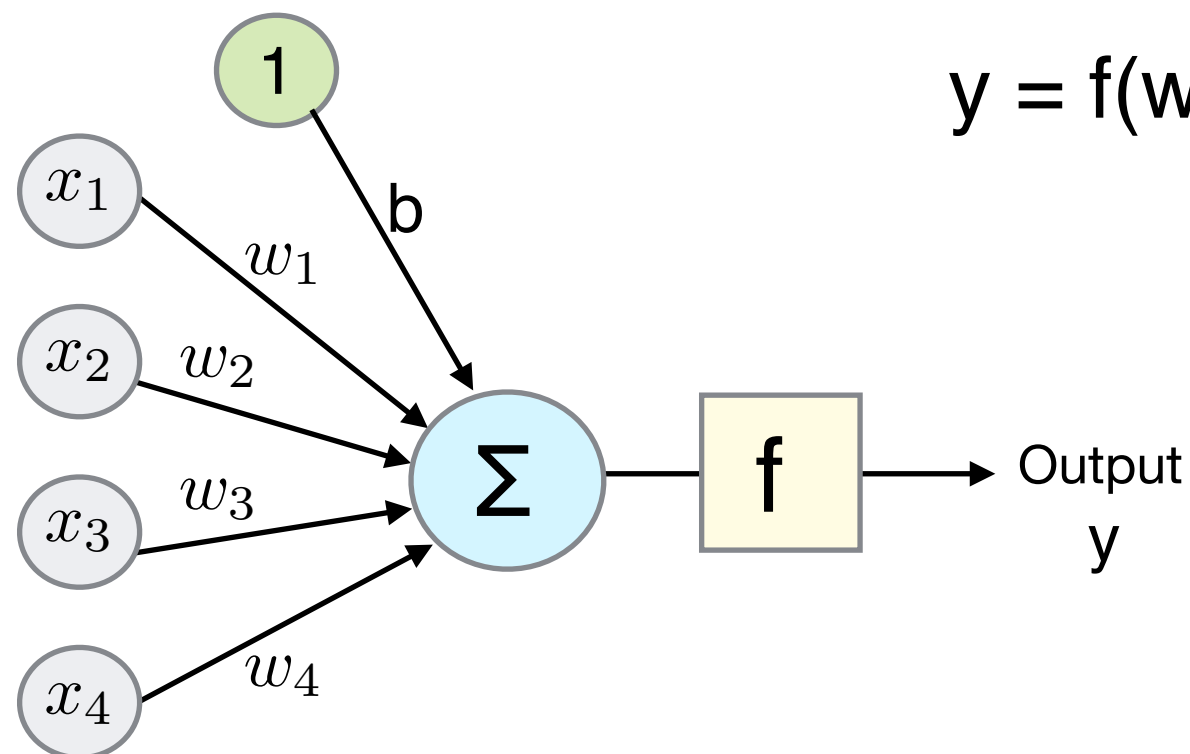 1
y = f(w
x₁
b
w₁
x₂
w₂
w₃
Σ
f
Output
y
x₃
w₄
x₄